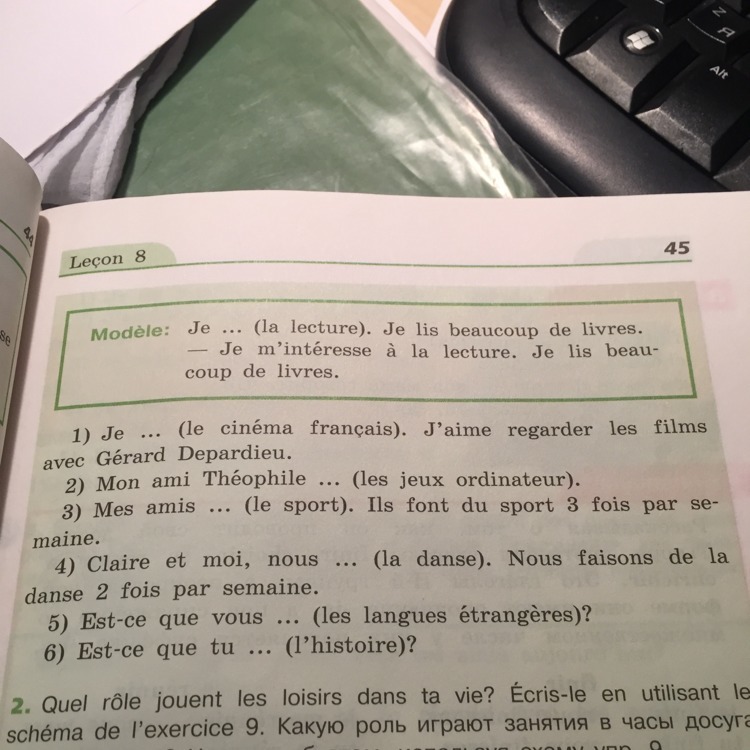 Alt
Z
Я
44
se
Leçon 8
45
Modèle: Je ... (la lecture). Je lis beaucoup de livres.
— Je m'intéresse à la lecture. Je lis beau-
coup de livres.
1) Je ... (le cinéma français). J'aime regarder les films
avec Gérard Depardieu.
2) Mon ami Théophile ... (les jeux ordinateur).
3) Mes amis ... (le sport). Ils font du sport 3 fois par se-
maine.
4) Claire et moi, nous ... (la danse). Nous faisons de la
danse 2 fois par semaine.
5) Est-ce que vous ... (les langues étrangères)?
6) Est-ce que tu ... (l'histoire)?
2. Quel rôle jouent les loisirs dans ta vie? Écris-le en utilisant le
schéma de l'exercice 9. Какую роль играют занятия в часы досуга